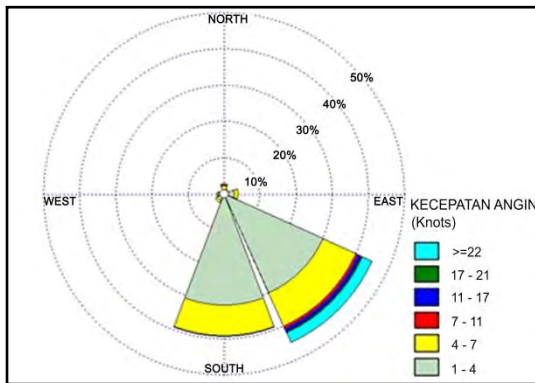 NORTH
50%
40%
30%
20%
10%
WEST
EAST
SOUTH
KECEPATAN ANGIN
(Knots)
>=22
17 - 21
11 - 17
7 - 11
4 - 7
1 - 4